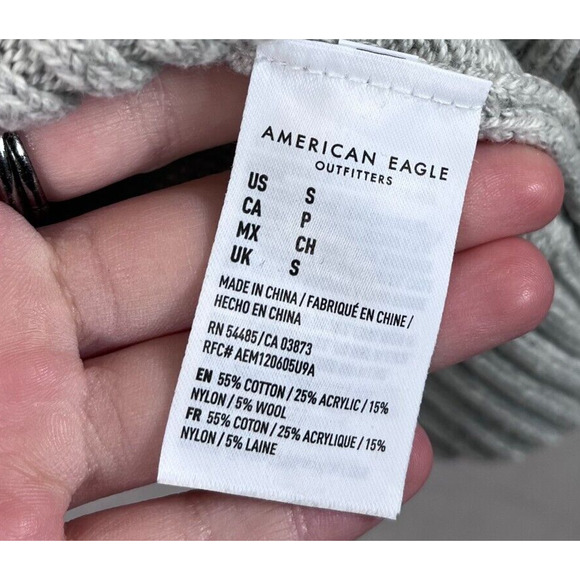 AMERICAN EAGLE
OUTFITTERS
US S
CA P
MX CH
UK S
MADE IN CHINA / FABRIQUÉ EN CHINE /
HECHO EN CHINA
RN 54485 / CA 03873
RFC# AEM120605U9A
EN 55% COTTON / 25% ACRYLIC / 15%
NYLON / 5% WOOL
FR 55% COTON / 25% ACRYLIQUE / 15%
NYLON / 5% LAINE